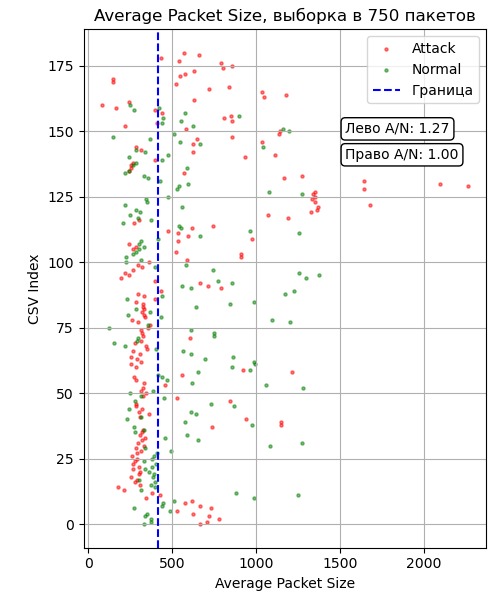 Average Packet Size, выборка в 750 пакетов
Attack
Normal
Граница
Лево A/N: 1.27
Право A/N: 1.00
CSV Index
175
150
125
100
75
50
25
0
0 500 1000 1500 2000
Average Packet Size